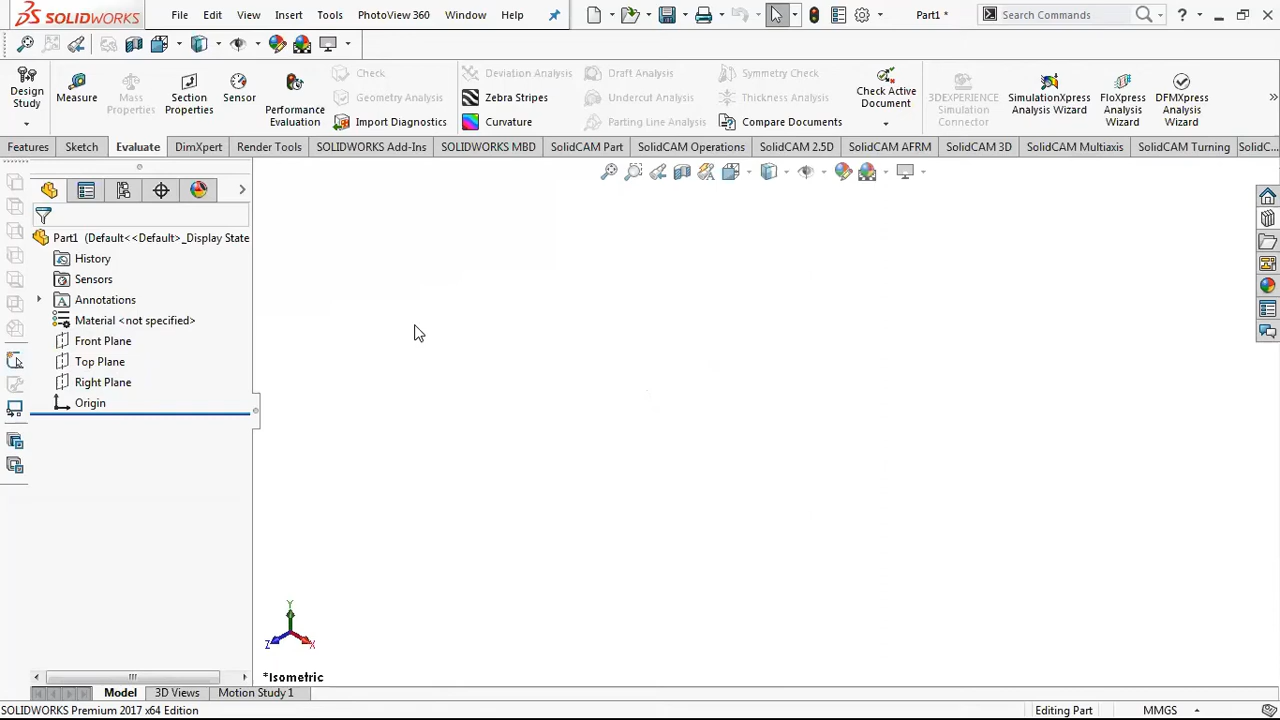 SOLIDWORKS File Edit View Insert Tools PhotoView 360 Window Help Part1 * Search Commands ?
Design Study
Measure
Mass Properties
Section Properties
Sensor
Performance Evaluation
Check
Geometry Analysis
Import Diagnostics
Deviation Analysis
Zebra Stripes
Curvature
Draft Analysis
Undercut Analysis
Parting Line Analysis
Symmetry Check
Thickness Analysis
Compare Documents
Check Active Document
3DEXPERIENCE Simulation Connector
SimulationXpress Analysis Wizard
FloXpress Analysis Wizard
DFMXpress Analysis Wizard
Features Sketch Evaluate DimXpert Render Tools SOLIDWORKS Add-Ins SOLIDWORKS MBD SolidCAM Part SolidCAM Operations SolidCAM 2.5D SolidCAM AFRM SolidCAM 3D SolidCAM Multiaxis SolidCAM Turning SolidC...
Part1 (Default<<Default>_Display State
History
Sensors
Annotations
Material <not specified>
Front Plane
Top Plane
Right Plane
Origin
Y
Z X
*Isometric
Model 3D Views Motion Study 1
SOLIDWORKS Premium 2017 x64 Edition Editing Part MMGS